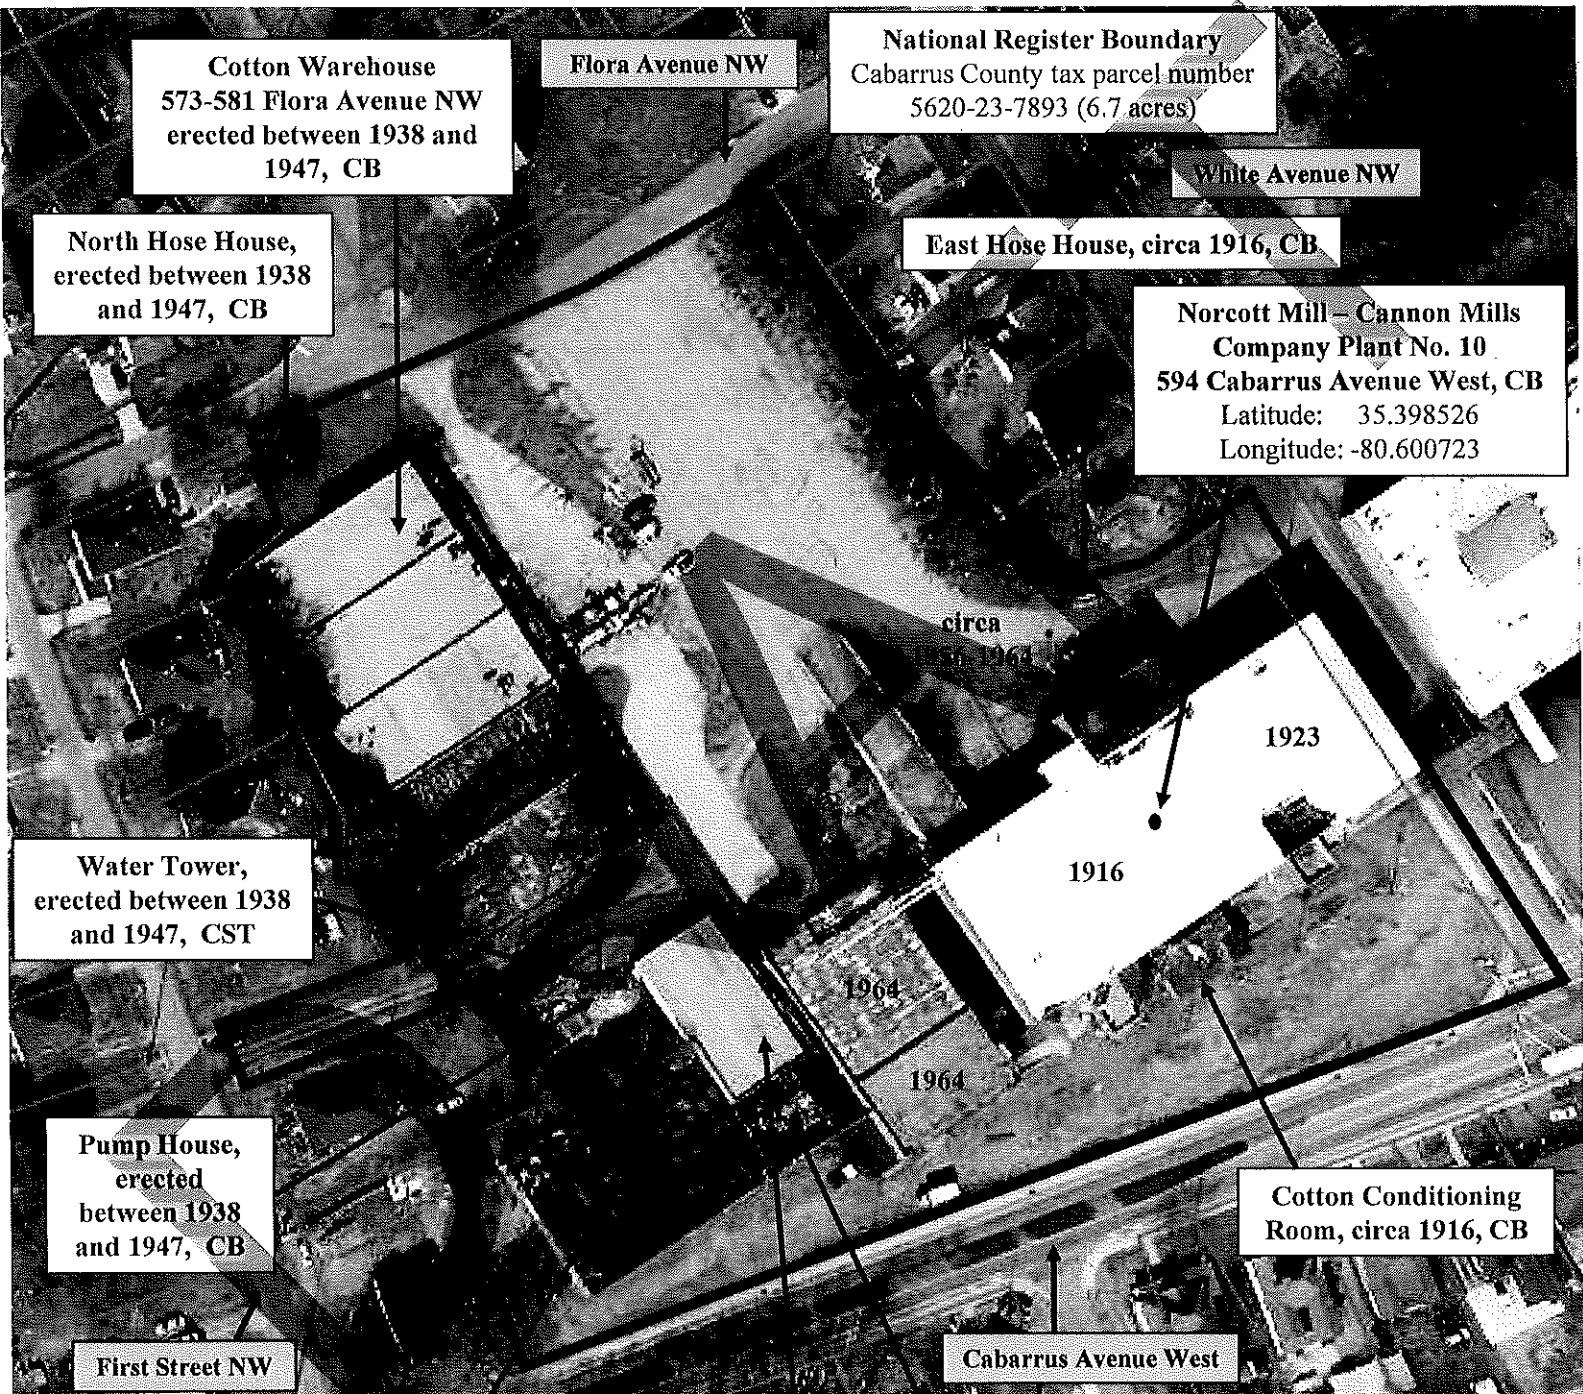 Cotton Warehouse
573-581 Flora Avenue NW
erected between 1938 and
1947, CB
Flora Avenue NW
National Register Boundary
Cabarrus County tax parcel number
5620-23-7893 (6.7 acres)
White Avenue NW
North Hose House,
erected between 1938
and 1947, CB
East Hose House, circa 1916, CB
Norcott Mill – Cannon Mills
Company Plant No. 10
594 Cabarrus Avenue West, CB
Latitude: 35.398526
Longitude: -80.600723
circa
1923
1916
Water Tower,
erected between 1938
and 1947, CST
1964
1964
Pump House,
erected
between 1938
and 1947, CB
Cotton Conditioning
Room, circa 1916, CB
First Street NW
Cabarrus Avenue West